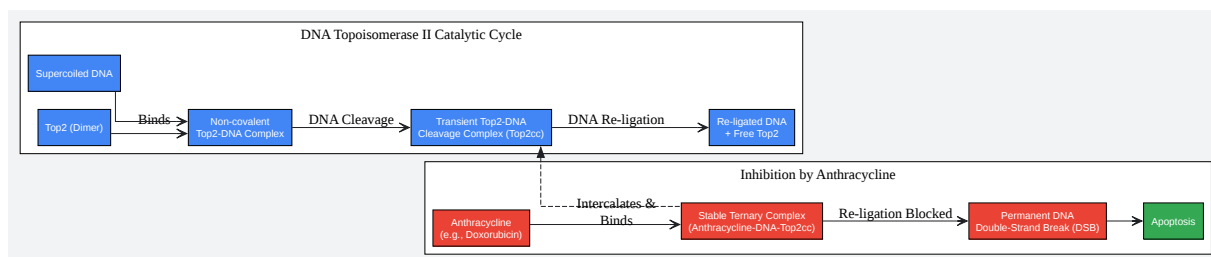 DNA Topoisomerase II Catalytic Cycle
Supercoiled DNA
Top2 (Dimer)
Binds
Non-covalent
Top2-DNA Complex
DNA Cleavage
Transient Top2-DNA
Cleavage Complex (Top2cc)
DNA Re-ligation
Re-ligated DNA
+ Free Top2
Inhibition by Anthracycline
Anthracycline
(e.g., Doxorubicin)
Intercalates &
Binds
Stable Ternary Complex
(Anthracycline-DNA-Top2cc)
Re-ligation Blocked
Permanent DNA
Double-Strand Break (DSB)
Apoptosis